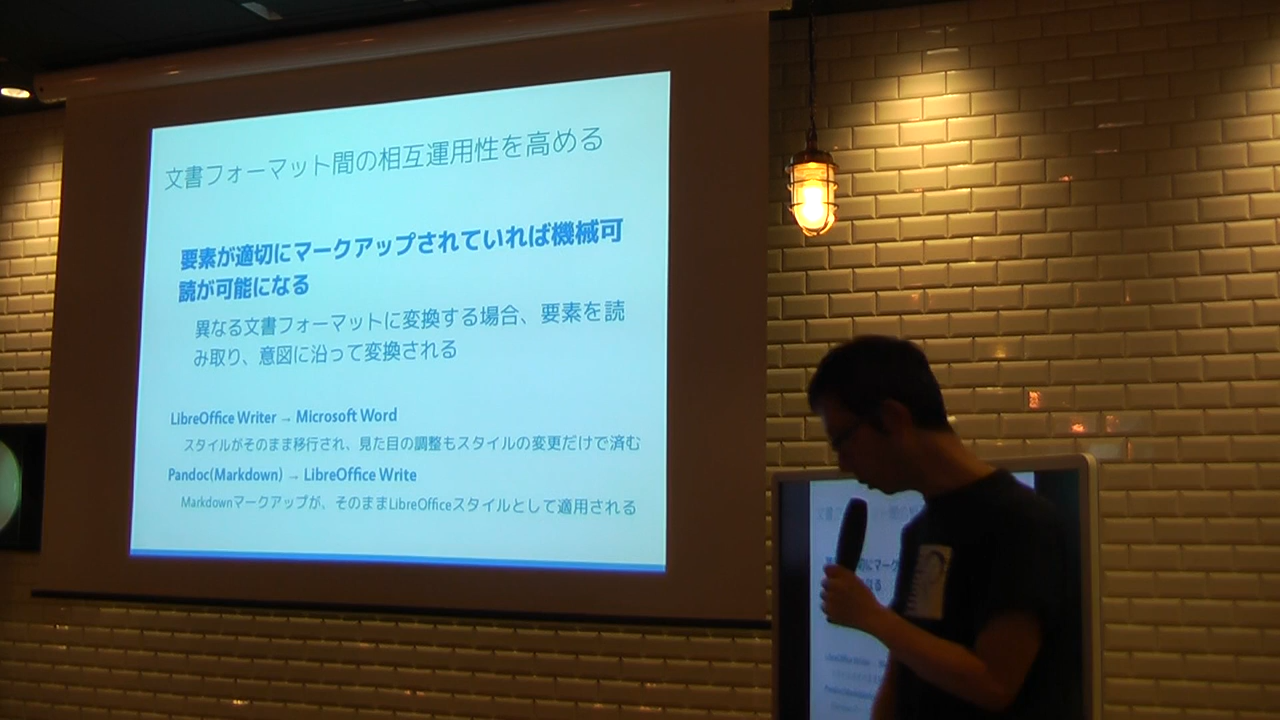 文書フォーマット間の相互運用性を高める
要素が適切にマークアップされていれば機械可
読が可能になる
異なる文書フォーマットに変換する場合、要素を読
み取り、意図に沿って変換される
LibreOffice Writer → Microsoft Word
スタイルがそのまま移行され、見た目の調整もスタイルの変更だけで済む
Pandoc(Markdown) → LibreOffice Write
Markdownマークアップが、そのままLibreOfficeスタイルとして適用される